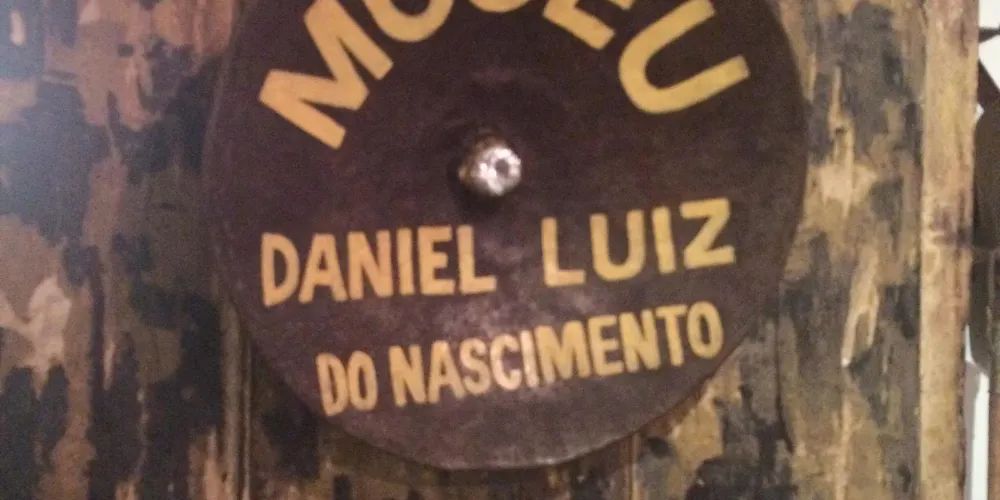 MUSEU
DANIEL LUIZ
DO NASCIMENTO